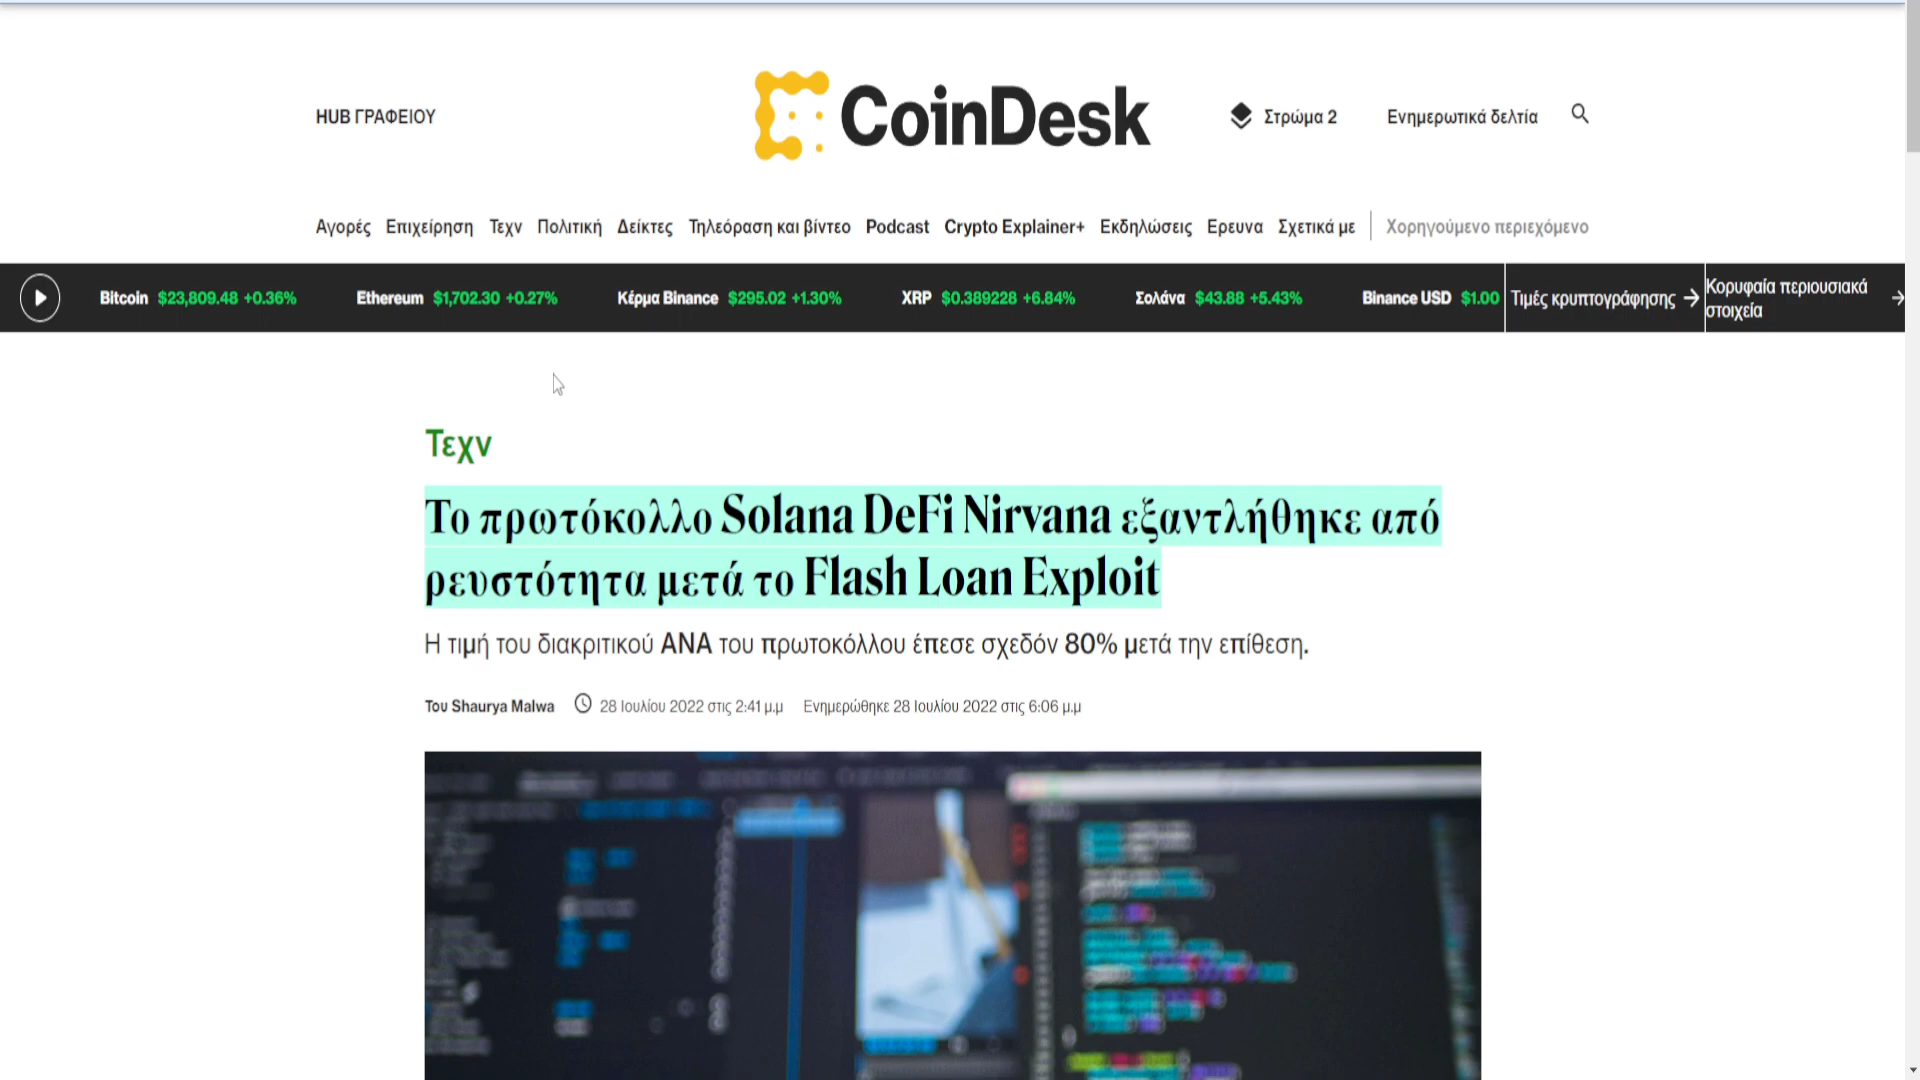 HUB ΓΡΑΦΕΙΟΥ
CoinDesk
Στρώμα 2
Ενημερωτικά δελτία
Αγορές Επιχείρηση Τεχν Πολιτική Δείκτες Τηλεόραση και βίντεο Podcast Crypto Explainer+ Εκδηλώσεις Ερευνα Σχετικά με Χορηγούμενο περιεχόμενο
Bitcoin $23,809.48 +0.36% Ethereum $1,702.30 +0.27% Κέρμα Binance $295.02 +1.30% XRP $0.389228 +6.84% Σολάνα $43.88 +5.43% Binance USD $1.00 Τιμές κρυπτογράφησης
Κορυφαία περιουσιακά
στοιχεία
Τεχν
Το πρωτόκολλο Solana DeFi Nirvana εξαντλήθηκε από
ρευστότητα μετά το Flash Loan Exploit
Η τιμή του διακριτικού ANA του πρωτοκόλλου έπεσε σχεδόν 80% μετά την επίθεση.
Του Shaurya Malwa 28 Ιουλίου 2022 στις 2:41 μ.μ Ενημερώθηκε 28 Ιουλίου 2022 στις 6:06 μ.μ